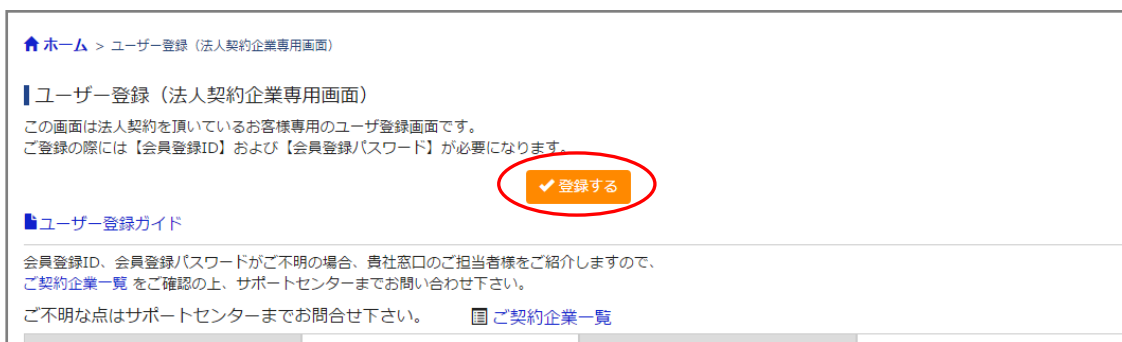 ホーム > ユーザー登録（法人契約企業専用画面）
ユーザー登録（法人契約企業専用画面）
この画面は法人契約を頂いているお客様専用のユーザ登録画面です。
ご登録の際には【会員登録ID】および【会員登録パスワード】が必要になります。
登録する
ユーザー登録ガイド
会員登録ID、会員登録パスワードがご不明の場合、貴社窓口のご担当者様をご紹介しますので、
ご契約企業一覧 をご確認の上、サポートセンターまでお問い合わせ下さい。
ご不明な点はサポートセンターまでお問合せ下さい。 ご契約企業一覧